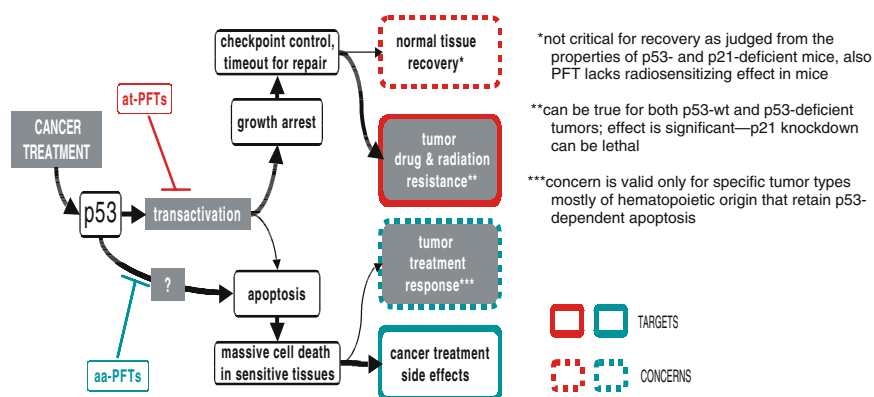 checkpoint control,
timeout for repair
normal tissue
recovery*
*not critical for recovery as judged from the
properties of p53- and p21-deficient mice, also
PFT lacks radiosensitizing effect in mice
at-PFTs
growth arrest
**can be true for both p53-wt and p53-deficient
tumors; effect is significant—p21 knockdown
can be lethal
CANCER
TREATMENT
tumor
drug & radiation
resistance**
***concern is valid only for specific tumor types
mostly of hematopoietic origin that retain p53-
dependent apoptosis
p53
transactivation
tumor
treatment
response***
?
apoptosis
TARGETS
massive cell death
in sensitive tissues
cancer treatment
side effects
aa-PFTs
CONCERNS